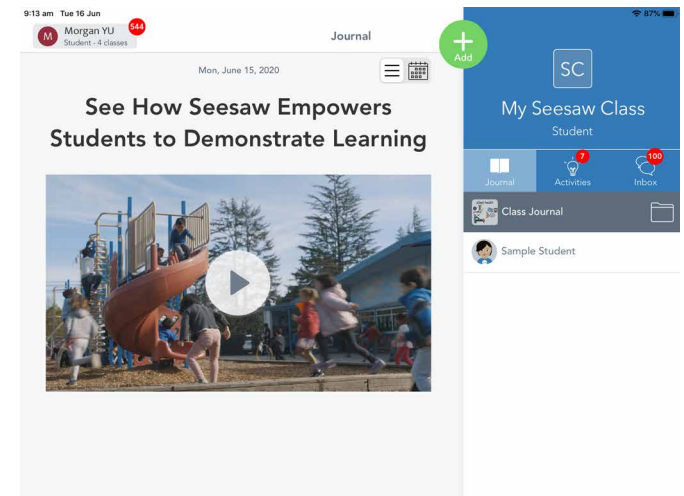 9:13 am Tue 16 Jun
87%
M
Morgan YU
Student - 4 classes
544
Journal
Add
Mon, June 15, 2020
See How Seesaw Empowers
Students to Demonstrate Learning
SC
My Seesaw Class
Student
Journal
7
Activities
100
Inbox
Class Journal
Sample Student